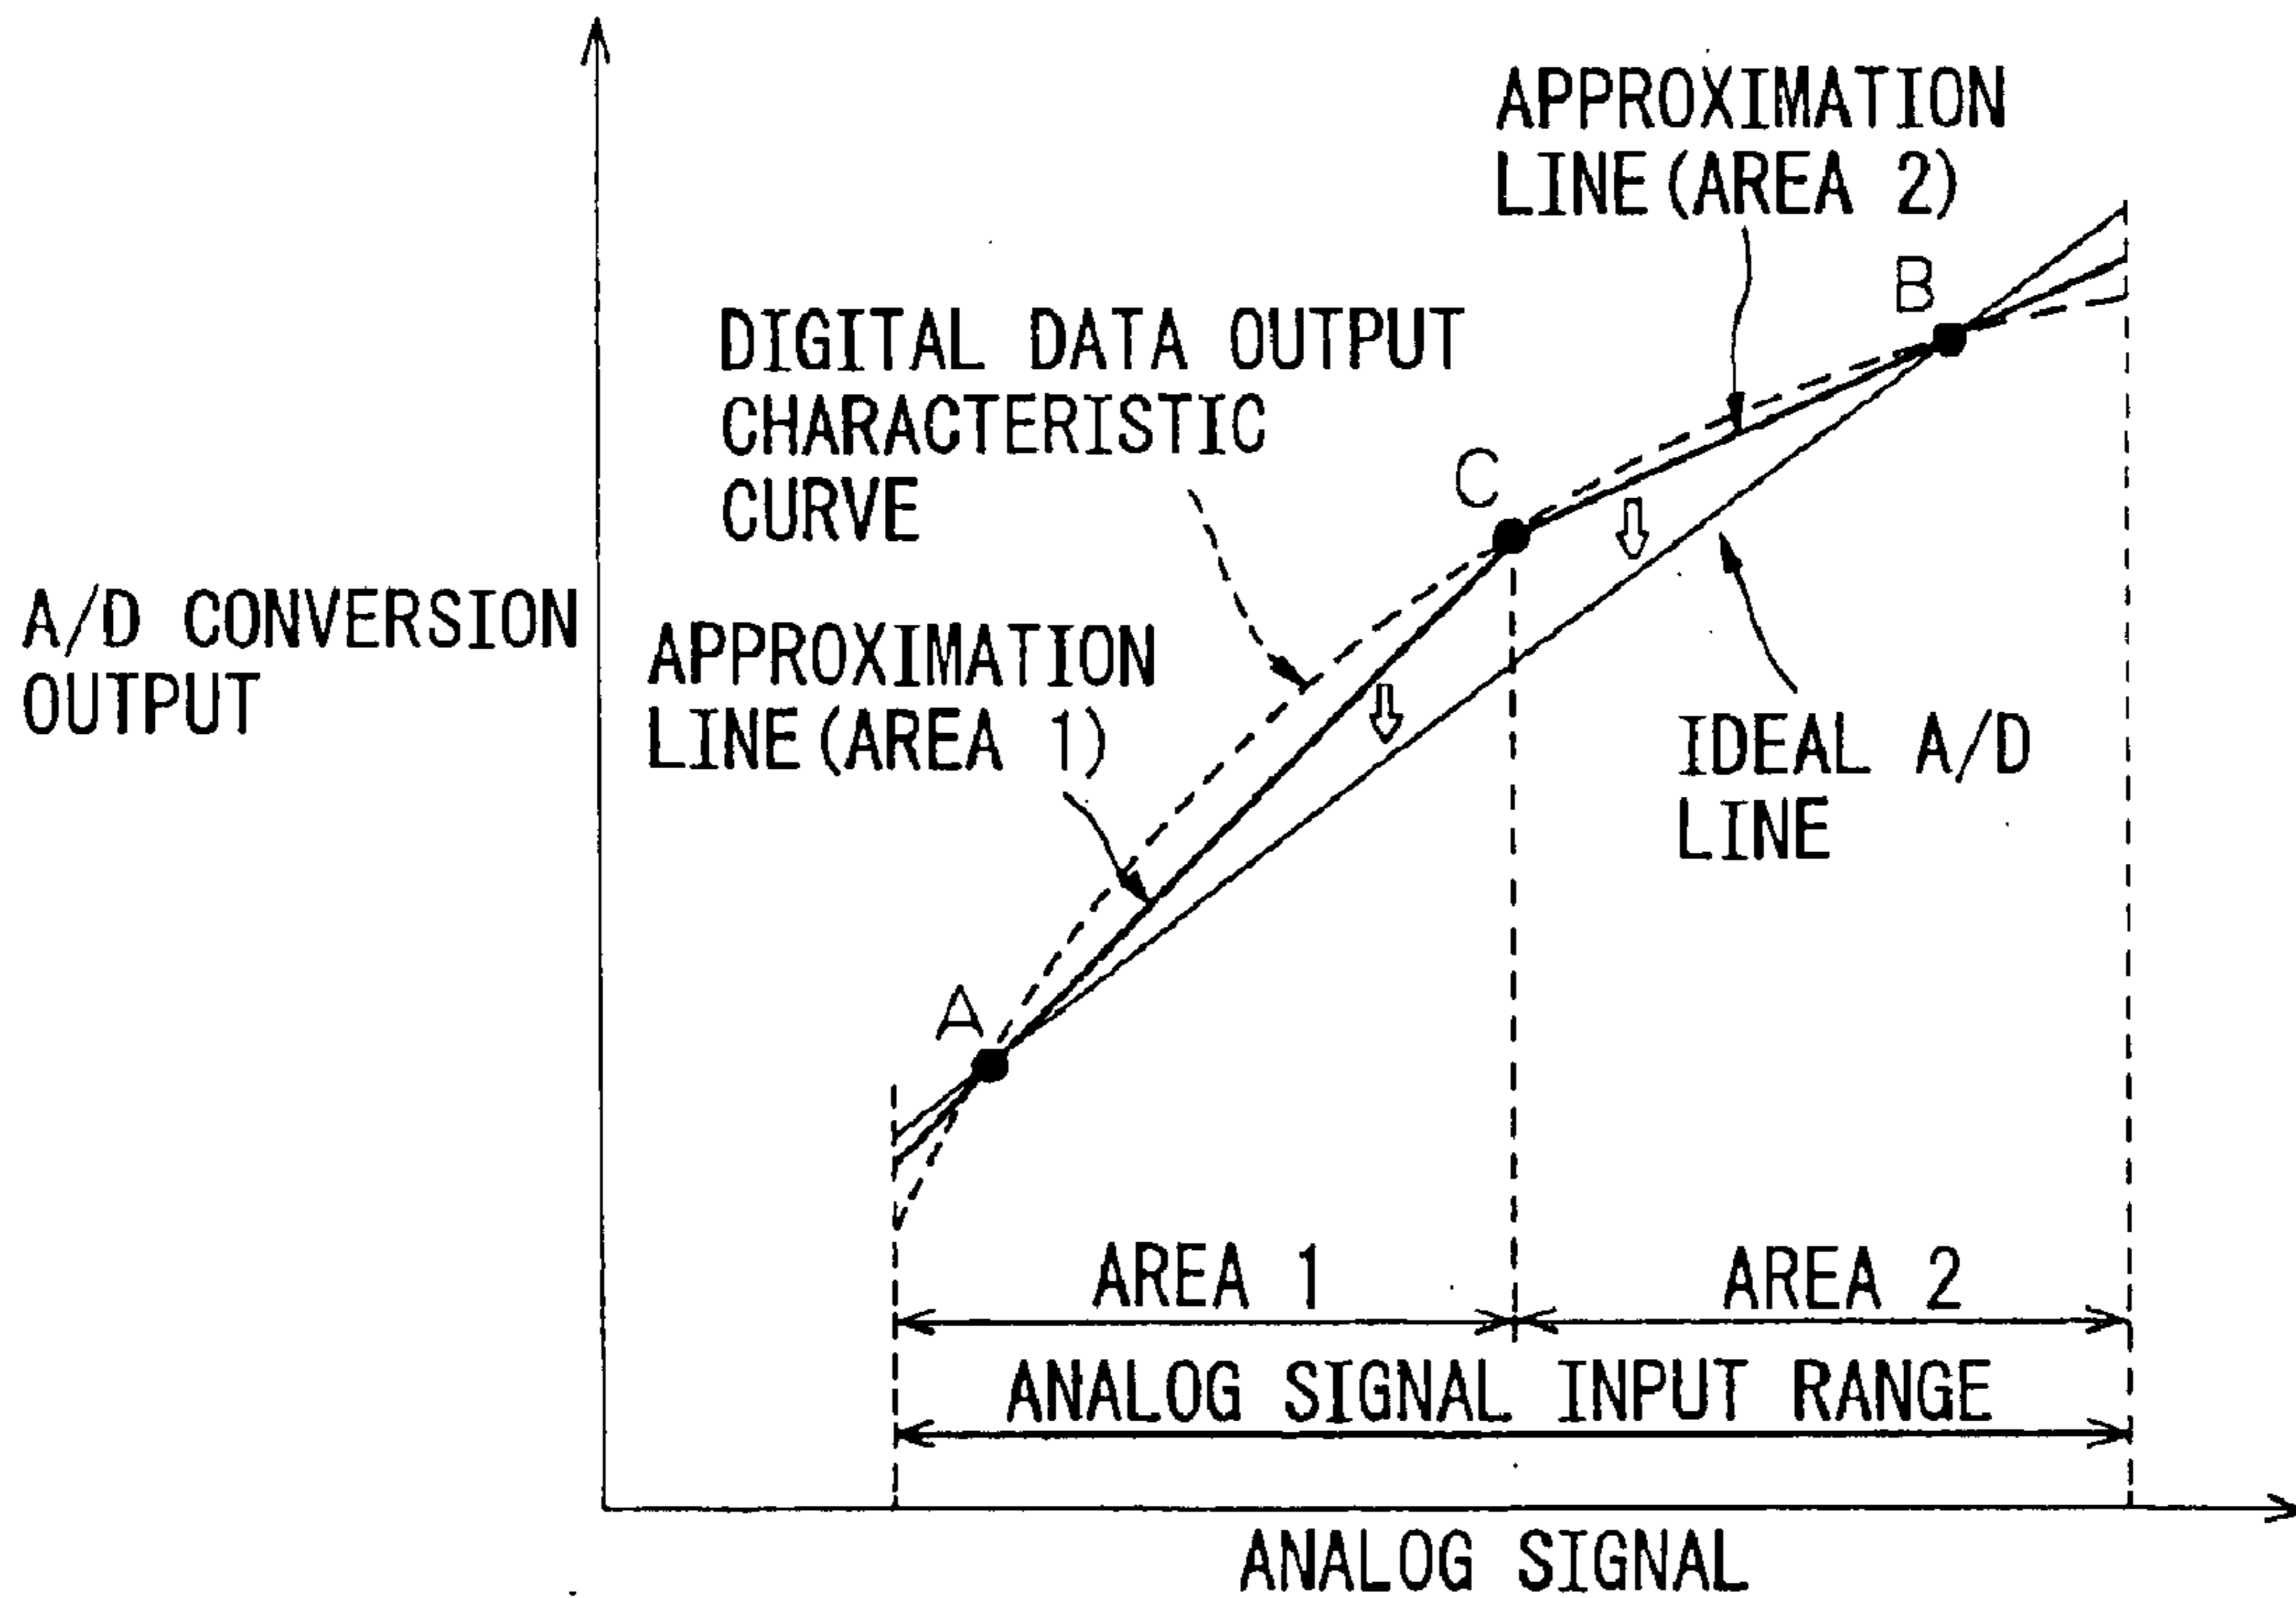 APPROXIMATION
LINE(AREA 2)
B
DIGITAL DATA OUTPUT
CHARACTERISTIC
CURVE
C
A/D CONVERSION
OUTPUT
APPROXIMATION
LINE(AREA 1)
IDEAL A/D
LINE
A
AREA 1
AREA 2
ANALOG SIGNAL INPUT RANGE
ANALOG SIGNAL